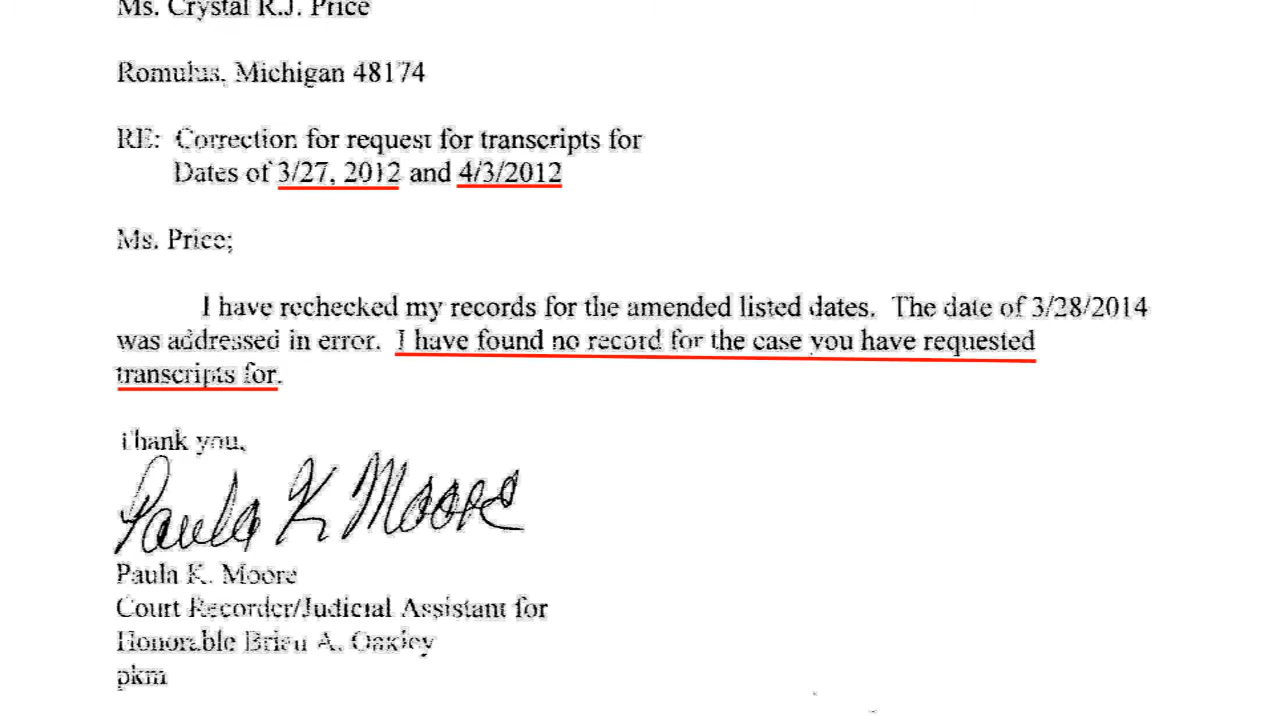 Ms. Crystal R.J. Price
Romulus, Michigan 48174
RE: Correction for request for transcripts for
Dates of 3/27, 2012 and 4/3/2012
Ms. Price;
I have rechecked my records for the amended listed dates. The date of 3/28/2014
was addressed in error. I have found no record for the case you have requested
transcripts for.
Thank you,
Paula K Moore
Paula K. Moore
Court Recorder/Judicial Assistant for
Honorable Brian A. Oakley
pkm